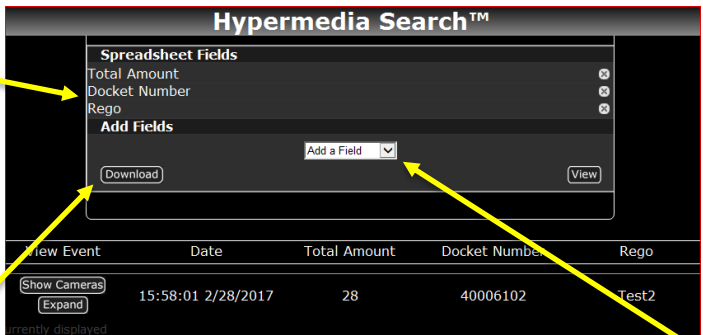 Hypermedia Search™
Spreadsheet Fields
Total Amount
Docket Number
Rego
Add Fields
Add a Field
Download View
View Event Date Total Amount Docket Number Rego
Show Cameras
Expand
15:58:01 2/28/2017 28 40006102 Test2
urrently displayed